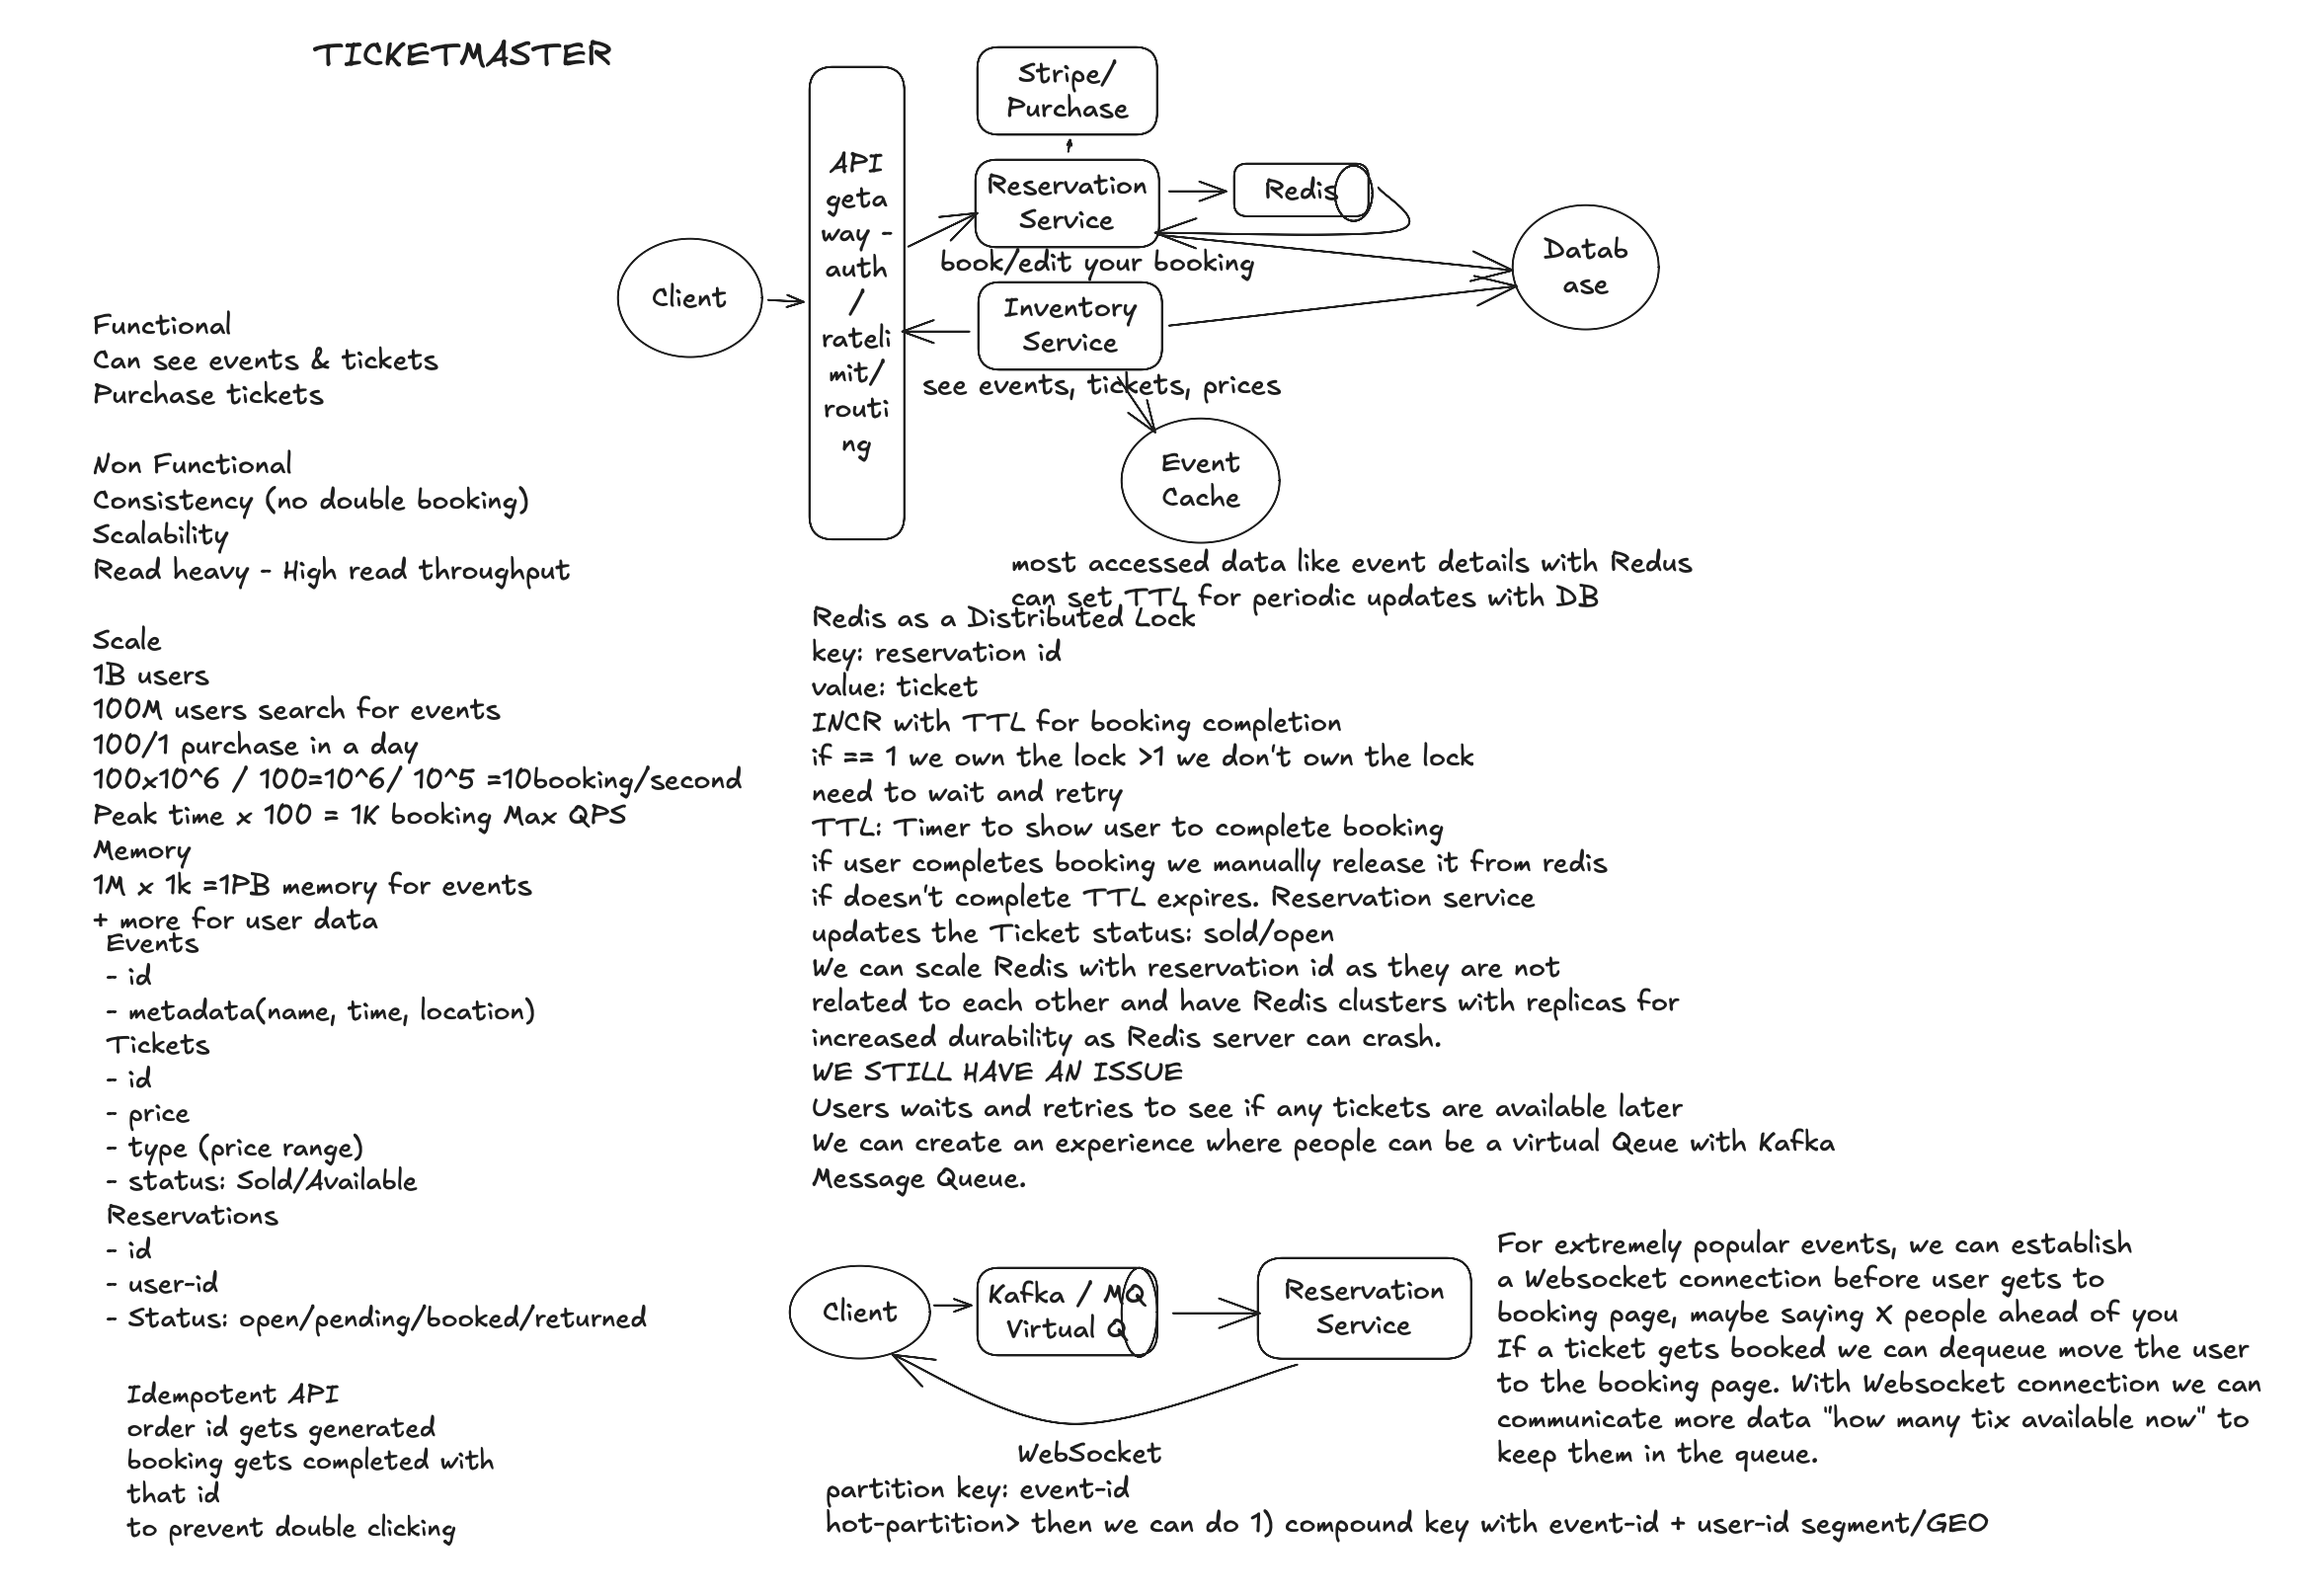 TICKETMASTER
Functional
Can see events & tickets
Purchase tickets
Non Functional
Consistency (no double booking)
Scalability
Read heavy - High read throughput
Scale
1B users
100M users search for events
100/1 purchase in a day
100x10^6 / 100=10^6/ 10^5 =10booking/second
Peak time x 100 = 1K booking Max QPS
Memory
1M x 1k =1PB memory for events
+ more for user data
Events
- id
- metadata(name, time, location)
Tickets
- id
- price
- type (price range)
- status: Sold/Available
Reservations
- id
- user-id
- Status: open/pending/booked/returned
Idempotent API
order id gets generated
booking gets completed with
that id
to prevent double clicking
Client
API
geta
way -
auth
/
rateli
mit/
routi
ng
Stripe/
Purchase
Reservation
Service
Redis
book/edit your booking
Inventory
Service
see events, tickets, prices
Datab
ase
Event
Cache
most accessed data like event details with Redus
can set TTL for periodic updates with DB
Redis as a Distributed Lock
key: reservation id
value: ticket
INCR with TTL for booking completion
if == 1 we own the lock >1 we don't own the lock
need to wait and retry
TTL: Timer to show user to complete booking
if user completes booking we manually release it from redis
if doesn't complete TTL expires. Reservation service
updates the Ticket status: sold/open
We can scale Redis with reservation id as they are not
related to each other and have Redis clusters with replicas for
increased durability as Redis server can crash.
WE STILL HAVE AN ISSUE
Users waits and retries to see if any tickets are available later
We can create an experience where people can be a virtual Qeue with Kafka
Message Queue.
Client
Kafka / MQ
Virtual Q
Reservation
Service
WebSocket
For extremely popular events, we can establish
a Websocket connection before user gets to
booking page, maybe saying X people ahead of you
If a ticket gets booked we can dequeue move the user
to the booking page. With Websocket connection we can
communicate more data "how many tix available now" to
keep them in the queue.
partition key: event-id
hot-partition> then we can do 1) compound key with event-id + user-id segment/GEO